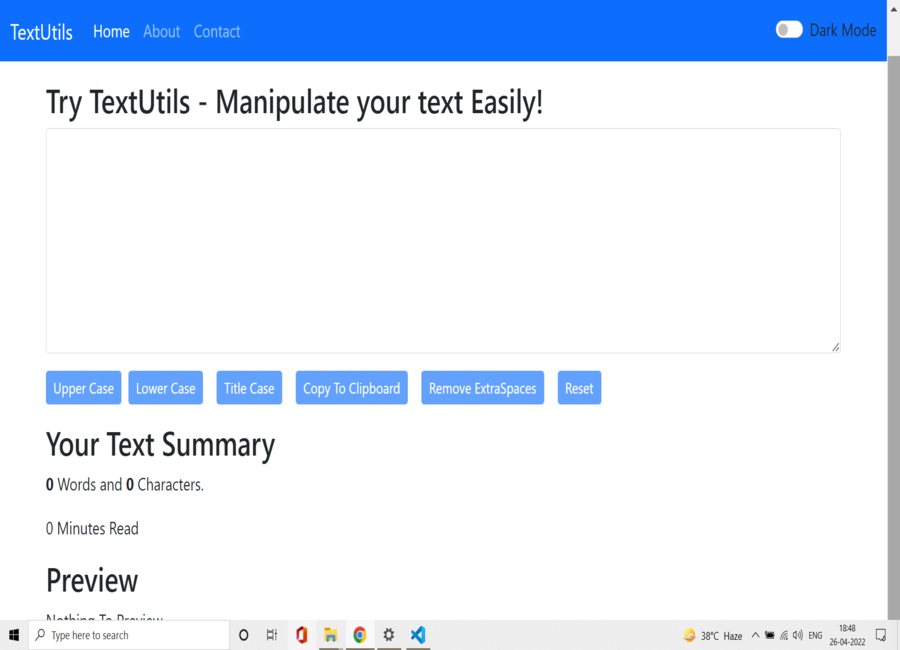 TextUtils Home About Contact Dark Mode
Try TextUtils - Manipulate your text Easily!
Upper Case Lower Case Title Case Copy To Clipboard Remove ExtraSpaces Reset
Your Text Summary
0 Words and 0 Characters.
0 Minutes Read
Preview
Nothing To Preview
Type here to search 38°C Haze ENG 18:48
26-04-2022